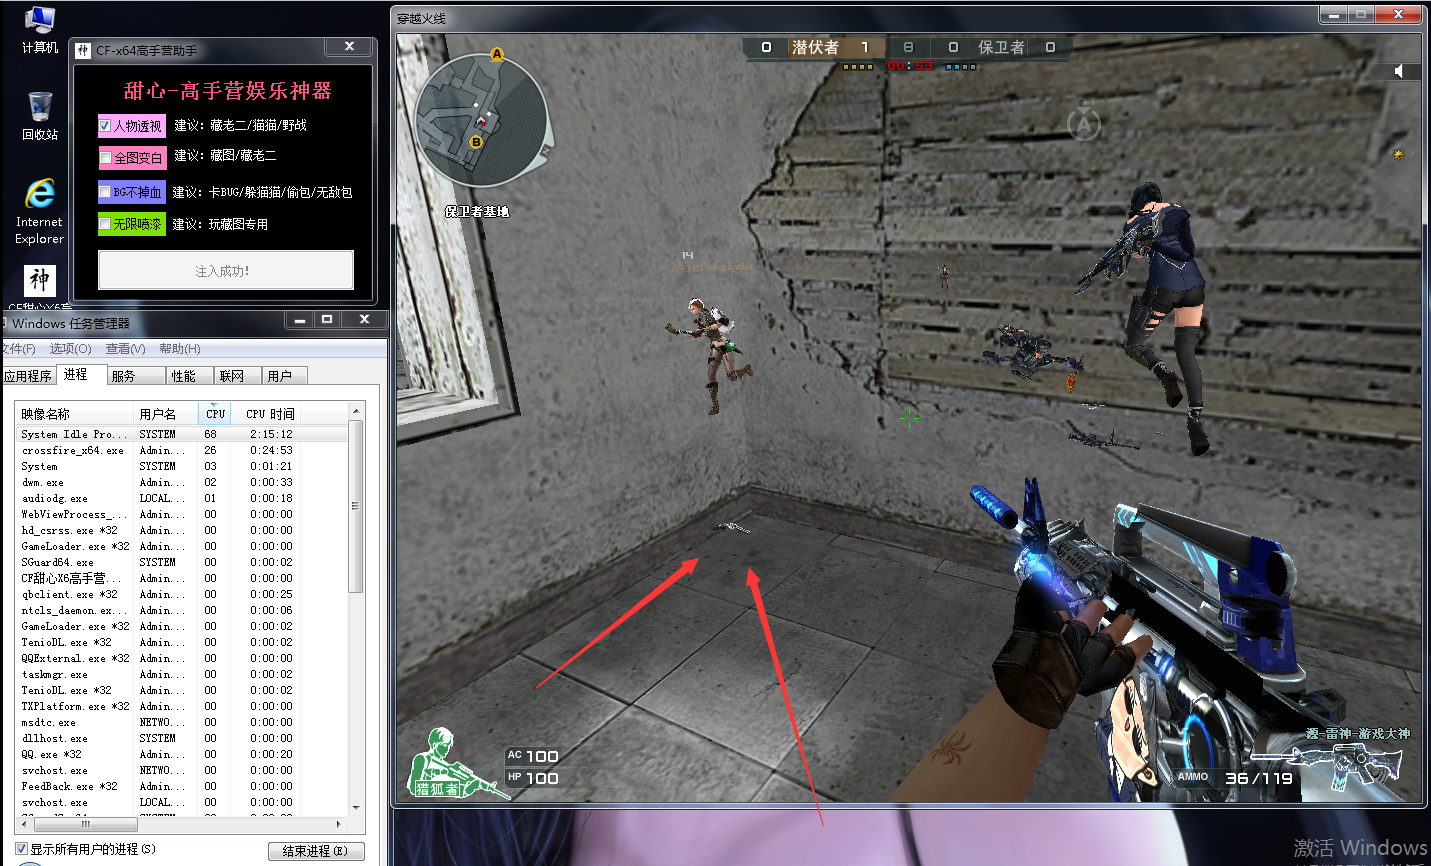 计算机
回收站
Internet
Explorer
神
神 CF-x64高手营助手
甜心-高手营娱乐神器
人物透视 建议：藏老二/猫猫/野战
全图变白 建议：藏图/藏老二
BG不掉血 建议：卡BUG/躲猫猫/偷包/无敌包
无限喷漆 建议：玩藏图专用
注入成功！
Windows 任务管理器
文件(F) 选项(O) 查看(V) 帮助(H)
应用程序 进程 服务 性能 联网 用户
映像名称 用户名 CPU CPU 时间
System Idle Pro... SYSTEM 68 2:15:12
crossfire_x64.exe Admin... 26 0:24:53
System SYSTEM 03 0:01:21
dwm.exe Admin... 02 0:00:33
audiodg.exe LOCAL... 01 0:00:18
WebViewProcess_... Admin... 00 0:00:00
hd_csrss.exe *32 Admin... 00 0:00:00
GameLoader.exe *32 Admin... 00 0:00:02
SGuard64.exe SYSTEM 00 0:00:02
CF甜心X6高手营... Admin... 00 0:00:00
qbclient.exe *32 Admin... 00 0:00:25
ntcls_daemon.ex... Admin... 00 0:00:06
GameLoader.exe *32 Admin... 00 0:00:02
TenioDL.exe *32 Admin... 00 0:00:02
QQExternal.exe *32 Admin... 00 0:00:02
taskmgr.exe Admin... 00 0:00:02
TenioDL.exe *32 Admin... 00 0:00:02
TXPlatform.exe *32 Admin... 00 0:00:02
msdtc.exe NETWO... 00 0:00:00
dllhost.exe SYSTEM 00 0:00:00
QQ.exe *32 Admin... 00 0:00:20
svchost.exe NETWO... 00 0:00:00
FeedBack.exe *32 Admin... 00 0:00:00
svchost.exe LOCAL... 00 0:00:00
显示所有用户的进程(S)
结束进程(E)
穿越火线
0 潜伏者 1 8 0 保卫者 0
00:53
A
B
A
保卫者基地
14
AC 100
HP 100
猎狐者
源-雷神-游戏大神
AMMO 36/119
激活 Windows